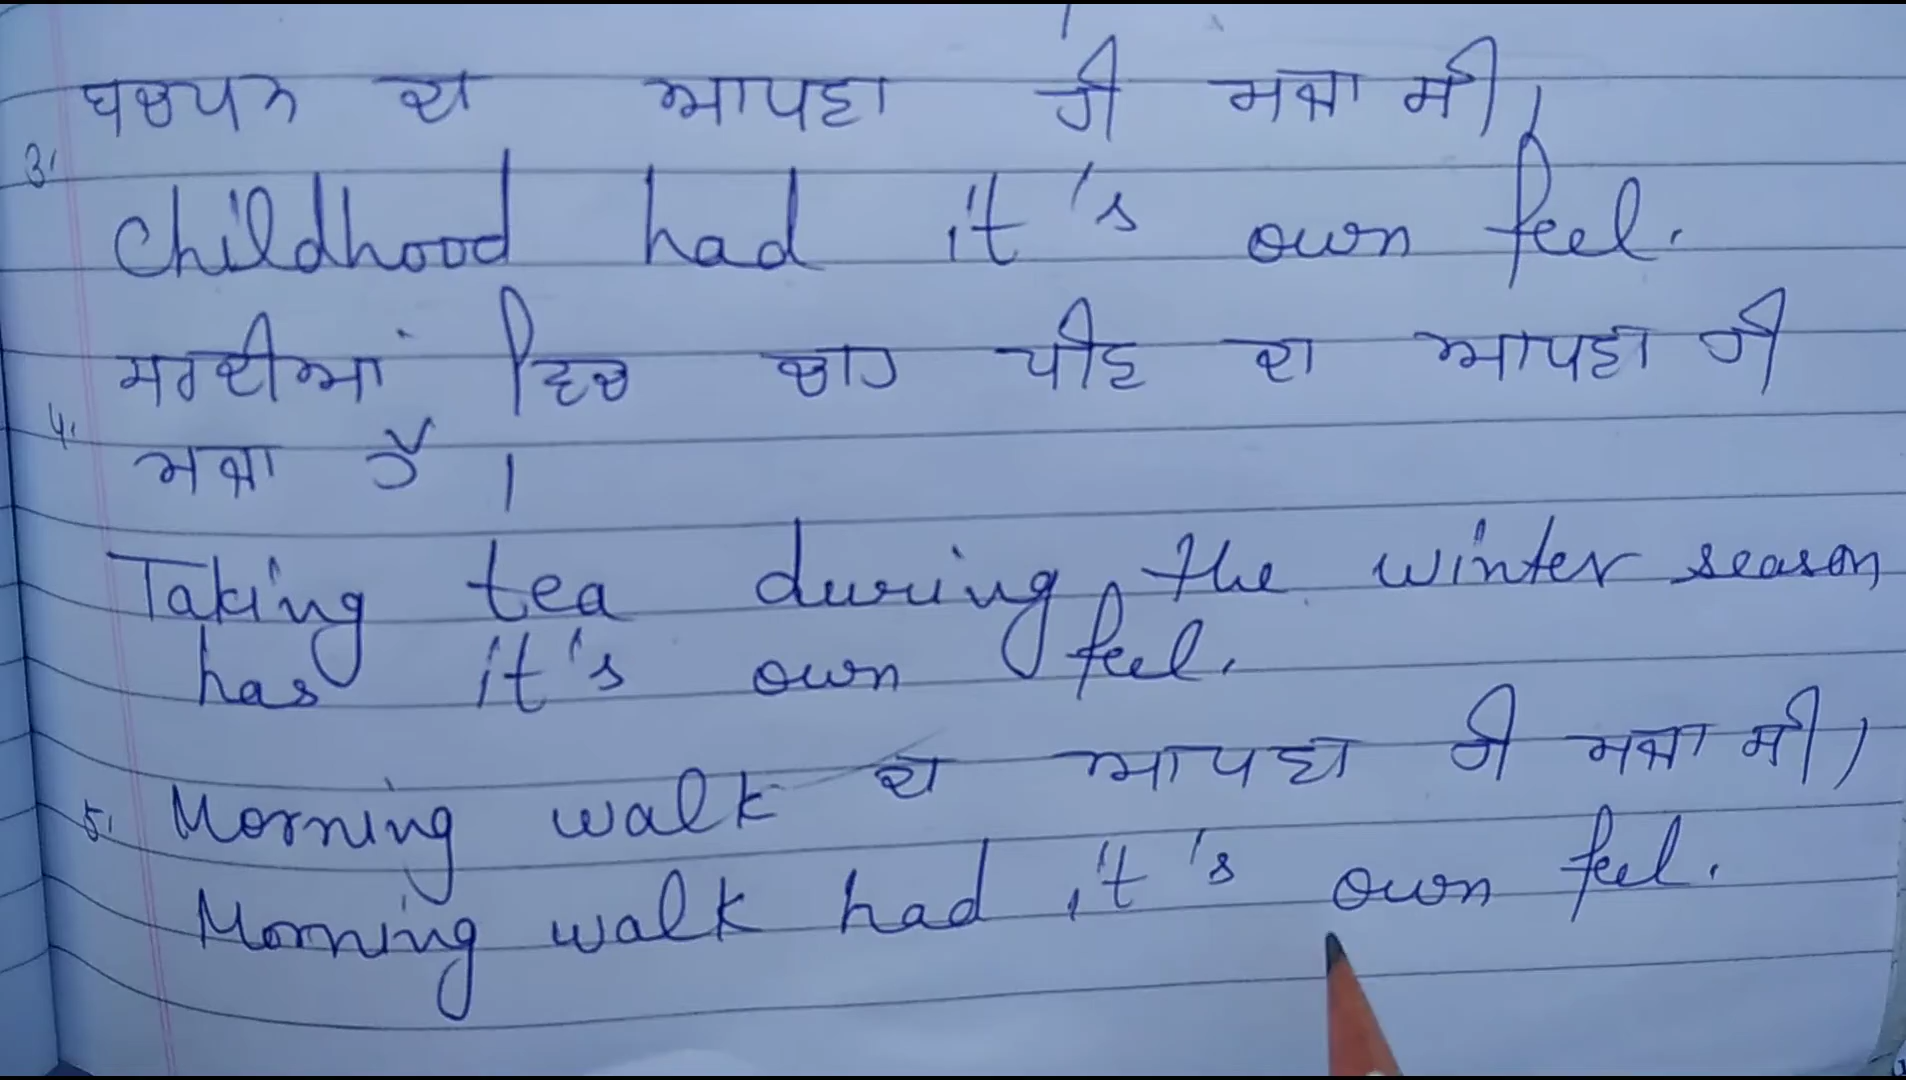 ਬਚਪਨ ਦਾ ਆਪਣਾ ਹੀ ਮਜ਼ਾ ਸੀ।
3.
Childhood had it's own feel.
ਸਰਦੀਆਂ ਵਿਚ ਚਾਹ ਪੀਣ ਦਾ ਆਪਣਾ ਹੀ
4. ਮਜ਼ਾ ਹੈ।
Taking tea during the winter season
has it's own feel.
5. Morning walk ਦਾ ਆਪਣਾ ਹੀ ਮਜ਼ਾ ਸੀ।
Morning walk had it's own feel.